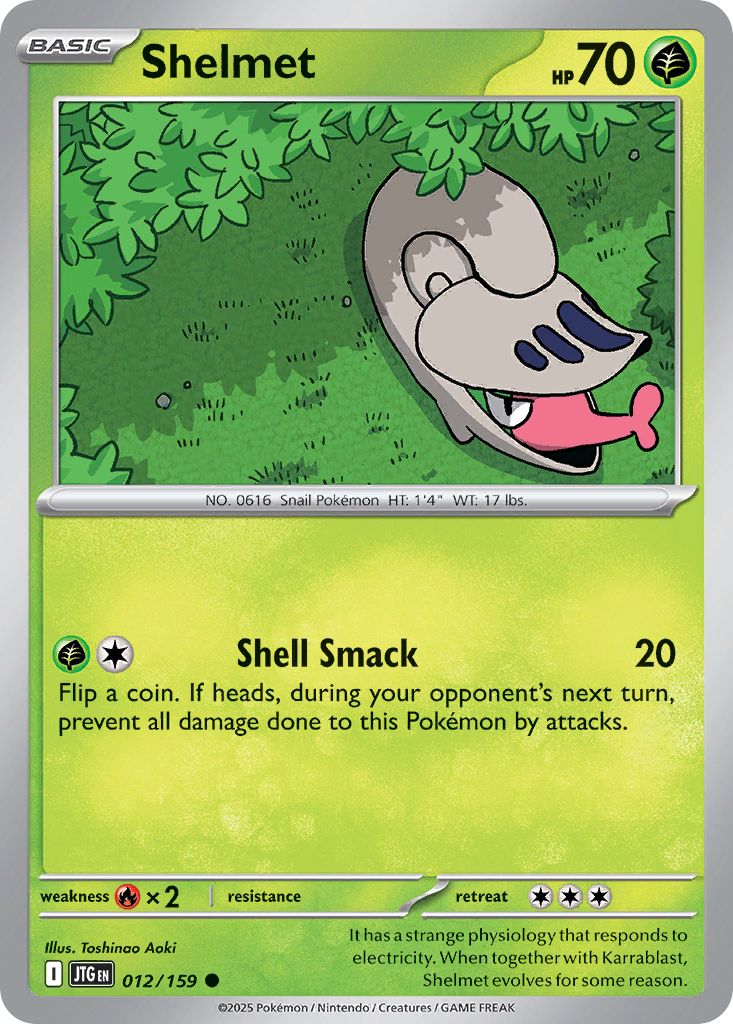 BASIC
Shelmet
HP 70
NO. 0616 Snail Pokémon HT: 1'4" WT: 17 lbs.
Shell Smack 20
Flip a coin. If heads, during your opponent's next turn,
prevent all damage done to this Pokémon by attacks.
weakness ×2 resistance retreat
Illus. Toshinao Aoki
It has a strange physiology that responds to
electricity. When together with Karrablast,
Shelmet evolves for some reason.
I JTG EN 012/159
©2025 Pokémon / Nintendo / Creatures / GAME FREAK